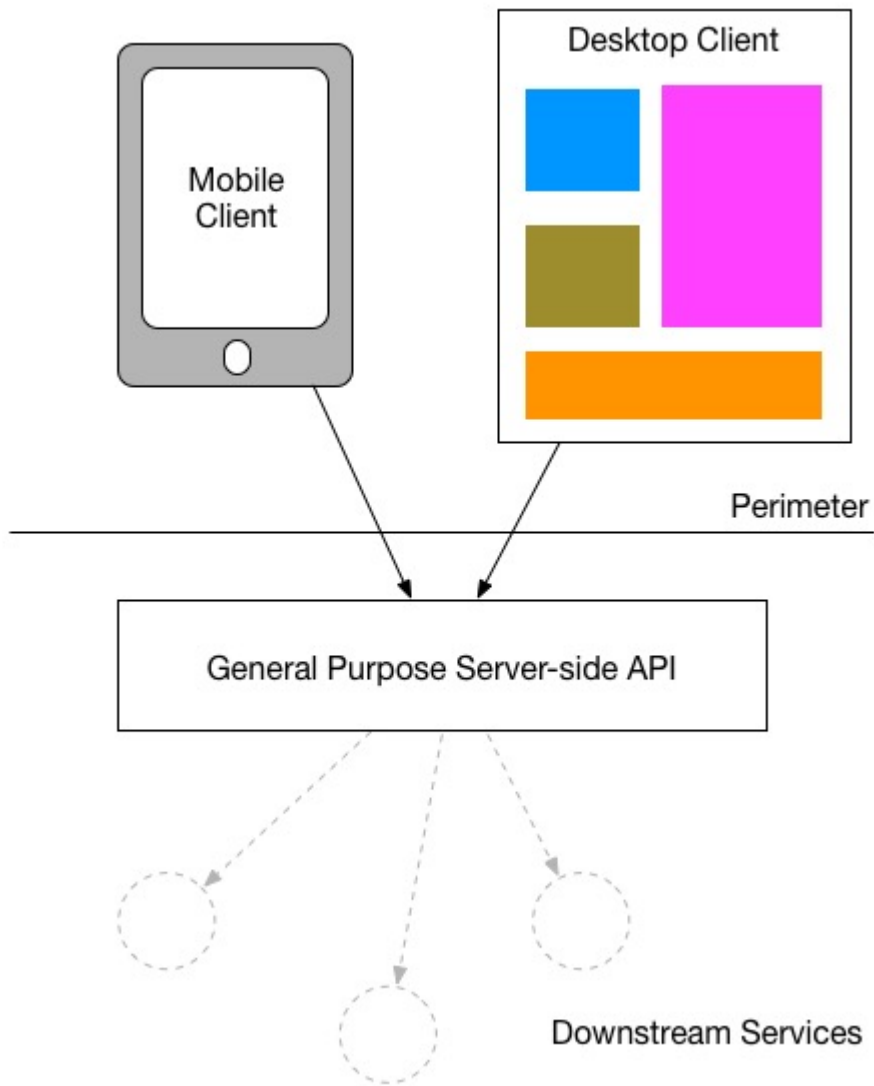 Desktop Client
Mobile
Client
Perimeter
General Purpose Server-side API
Downstream Services